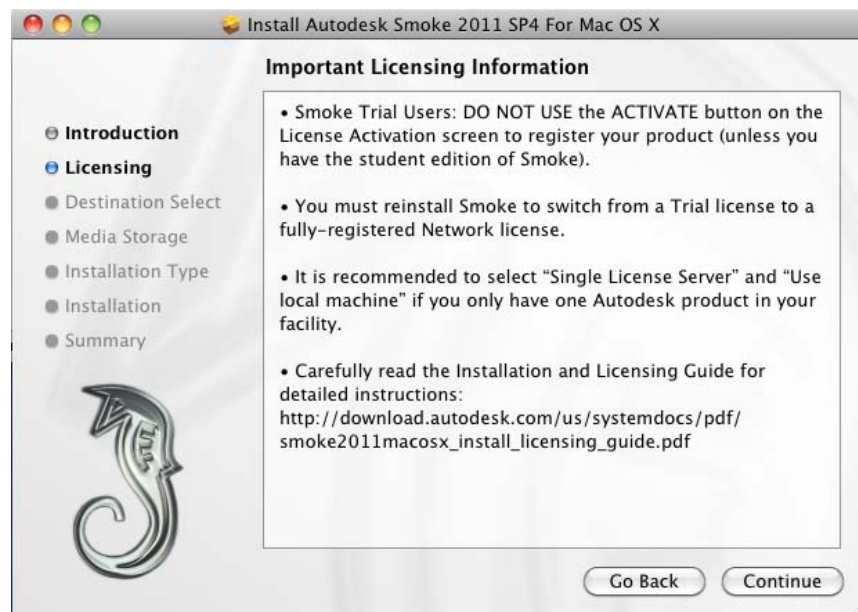 Install Autodesk Smoke 2011 SP4 For Mac OS X
Important Licensing Information
Introduction
Licensing
Destination Select
Media Storage
Installation Type
Installation
Summary
• Smoke Trial Users: DO NOT USE the ACTIVATE button on the
License Activation screen to register your product (unless you
have the student edition of Smoke).
• You must reinstall Smoke to switch from a Trial license to a
fully-registered Network license.
• It is recommended to select “Single License Server” and “Use
local machine” if you only have one Autodesk product in your
facility.
• Carefully read the Installation and Licensing Guide for
detailed instructions:
http://download.autodesk.com/us/systemdocs/pdf/
smoke2011macosx_install_licensing_guide.pdf
Go Back
Continue